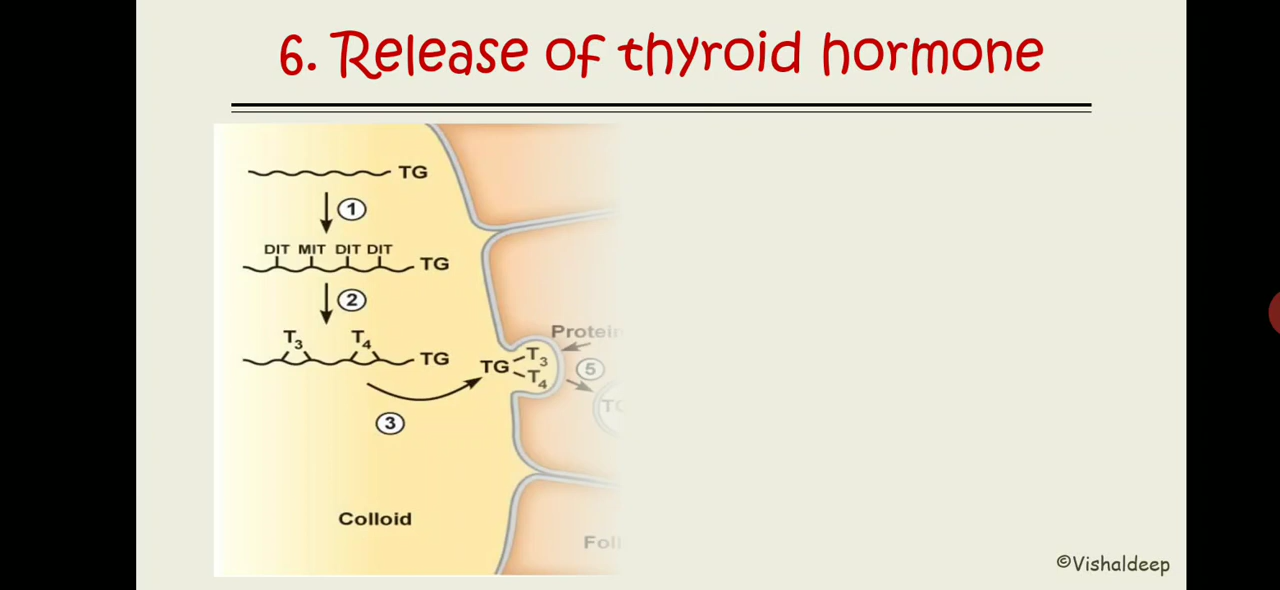 6. Release of thyroid hormone
TG
1
DIT MIT DIT DIT
TG
2
T3 T4
TG
3
TG T3
T4
5
Colloid
©Vishaldeep